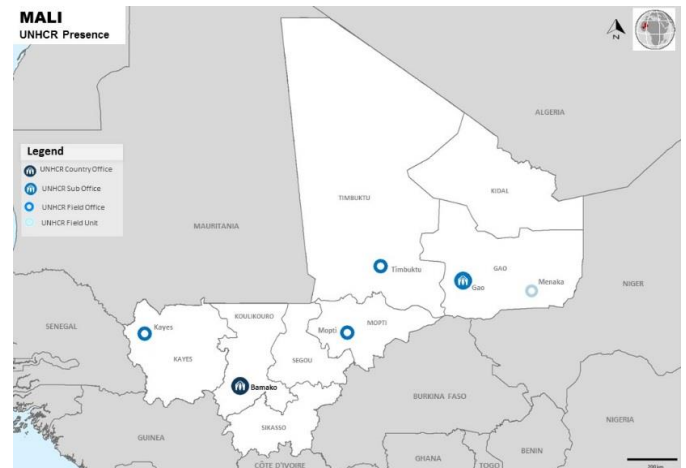 MALI
UNHCR Presence
N
ALGERIA
Legend
UNHCR Country Office
UNHCR Sub Office
UNHCR Field Office
UNHCR Field Unit
KIDAL
TIMBUKTU
MAURITANIA
Timbuktu
GAO
Gao
Menaka
NIGER
KOULIKOURO
SENEGAL
Kayes
Mopti
MOPTI
KAYES
SEGOU
Bamako
BURKINA FASO
SIKASSO
NIGERIA
GUINEA
BENIN
GHANA
TOGO
CÔTE D'IVOIRE